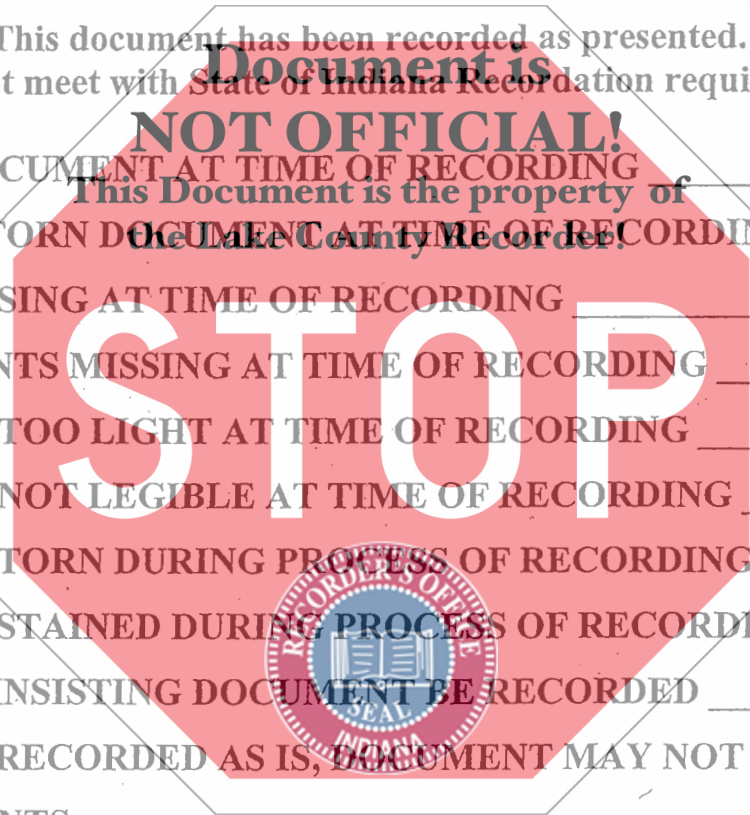 This document has been recorded as presented.
Document is
t meet with State of Indiana Recordation requi
NOT OFFICIAL!
CUMENT AT TIME OF RECORDING
This Document is the property of
TORN DOCUMENT AT TIME OF RECORDIN
the Lake County Recorder!
SING AT TIME OF RECORDING
NTS MISSING AT TIME OF RECORDING
STOP
TOO LIGHT AT TIME OF RECORDING
NOT LEGIBLE AT TIME OF RECORDING
TORN DURING PROCESS OF RECORDING
RECORDER'S OFFICE
STAINED DURING PROCESS OF RECORDI
INSISTING DOCUMENT BE RECORDED
SEAL
INDIANA
RECORDED AS IS, DOCUMENT MAY NOT
NTS